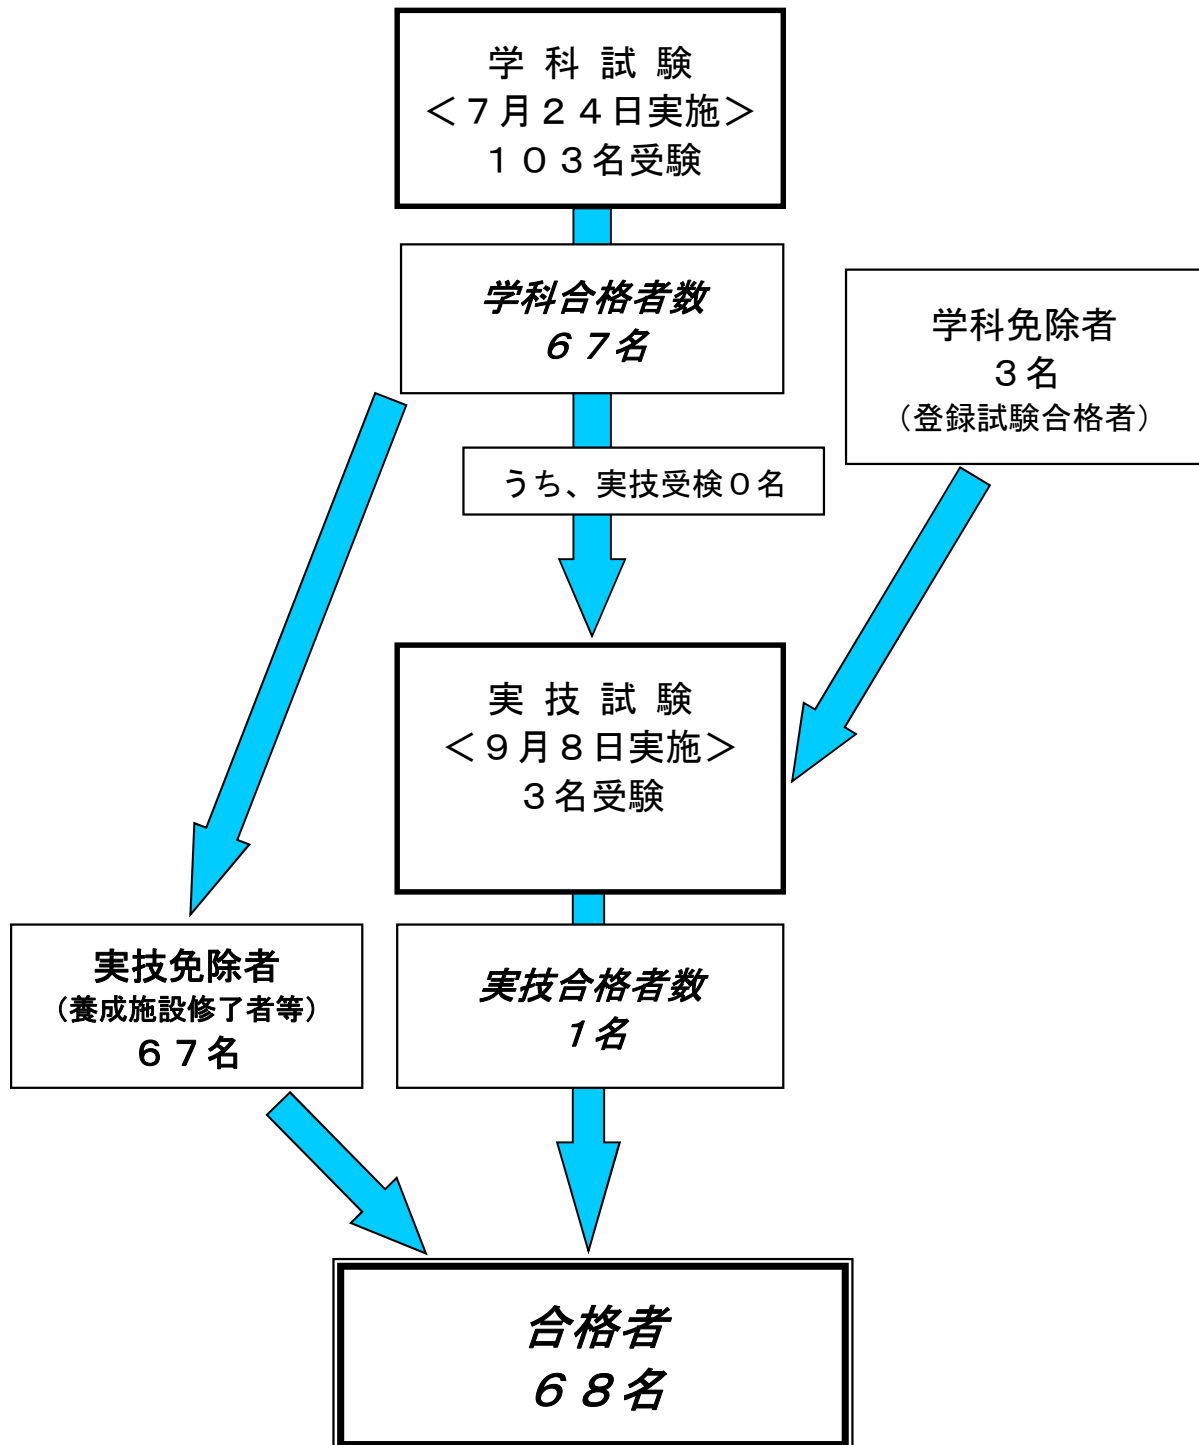 学 科 試 験
＜７月２４日実施＞
１０３名受験
学科合格者数
６７名
学科免除者
３名
（登録試験合格者）
うち、実技受検０名
実 技 試 験
＜９月８日実施＞
３名受験
実技免除者
（養成施設修了者等）
６７名
実技合格者数
１名
合格者
６８名